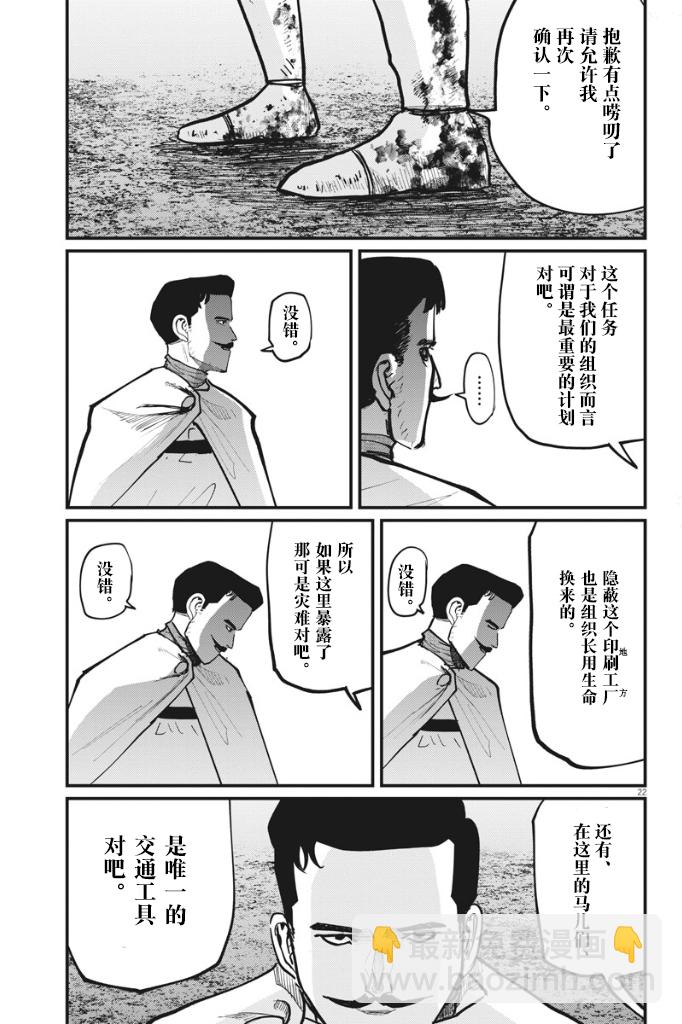 抱歉有点唠叨了
请允许我
再次
确认一下。
这个任务
对于我们的组织而言
可谓是最重要的计划
对吧。
……
没错。
隐蔽这个印刷工厂
地方
也是组织长用生命
换来的。
没错。
所以
如果这里暴露了
那可是灾难对吧。
没错。
22
还有、
在这里的马儿们、
是唯一的
交通工具
对吧。
👇最新免费漫画👇
www.baozimh.com